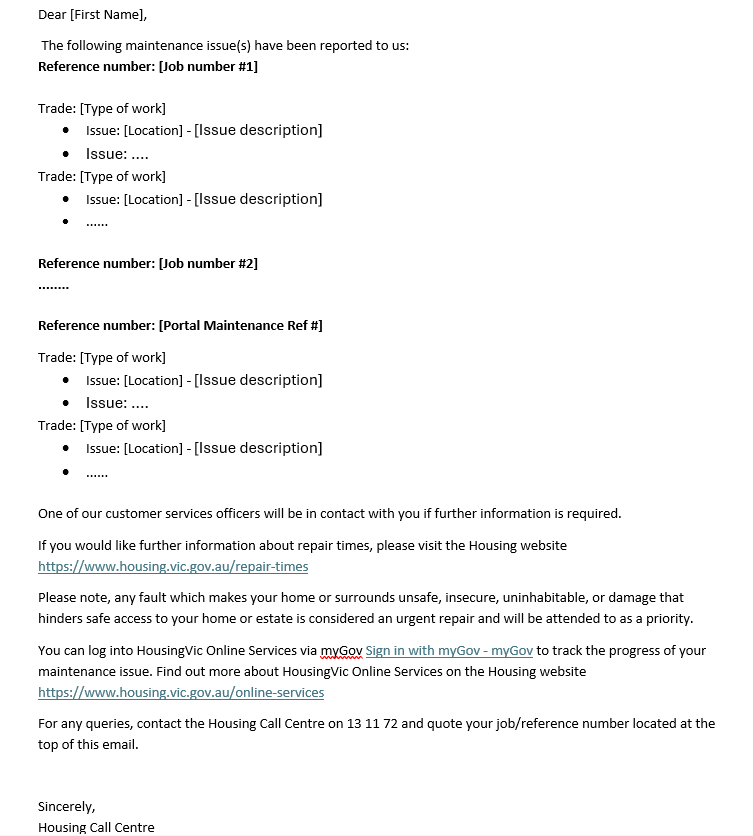 Dear [First Name],
The following maintenance issue(s) have been reported to us:
Reference number: [Job number #1]
Trade: [Type of work]
• Issue: [Location] - [Issue description]
• Issue: ....
Trade: [Type of work]
• Issue: [Location] - [Issue description]
• ......
Reference number: [Job number #2]
........
Reference number: [Portal Maintenance Ref #]
Trade: [Type of work]
• Issue: [Location] - [Issue description]
• Issue: ....
Trade: [Type of work]
• Issue: [Location] - [Issue description]
• ......
One of our customer services officers will be in contact with you if further information is required.
If you would like further information about repair times, please visit the Housing website
https://www.housing.vic.gov.au/repair-times
Please note, any fault which makes your home or surrounds unsafe, insecure, uninhabitable, or damage that
hinders safe access to your home or estate is considered an urgent repair and will be attended to as a priority.
You can log into HousingVic Online Services via myGov Sign in with myGov - myGov to track the progress of your
maintenance issue. Find out more about HousingVic Online Services on the Housing website
https://www.housing.vic.gov.au/online-services
For any queries, contact the Housing Call Centre on 13 11 72 and quote your job/reference number located at the
top of this email.
Sincerely,
Housing Call Centre